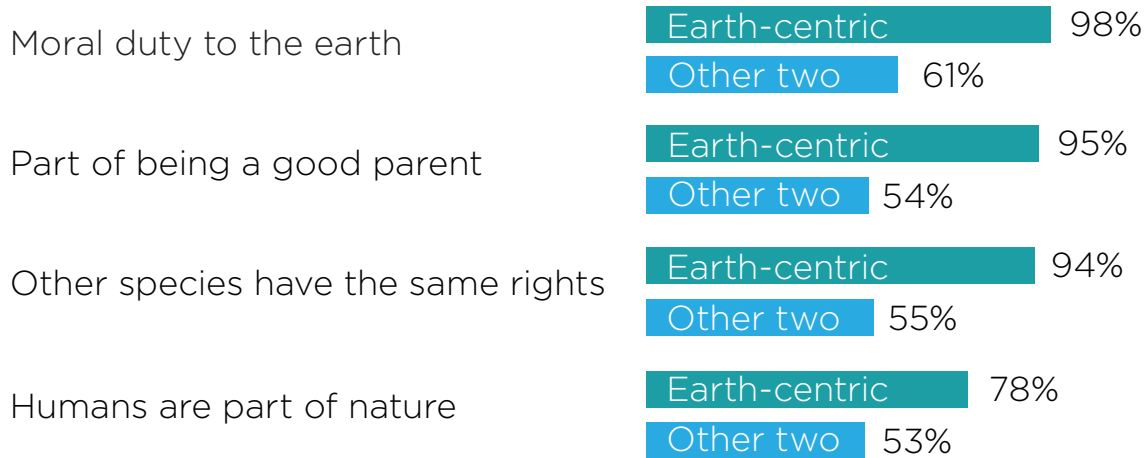 Moral duty to the earth
Earth-centric 98%
Other two 61%
Part of being a good parent
Earth-centric 95%
Other two 54%
Other species have the same rights
Earth-centric 94%
Other two 55%
Humans are part of nature
Earth-centric 78%
Other two 53%